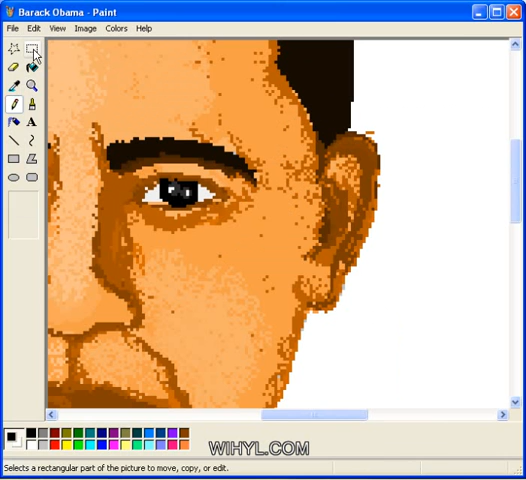 Barack Obama - Paint
File Edit View Image Colors Help
A
WIHYL.COM
Selects a rectangular part of the picture to move, copy, or edit.